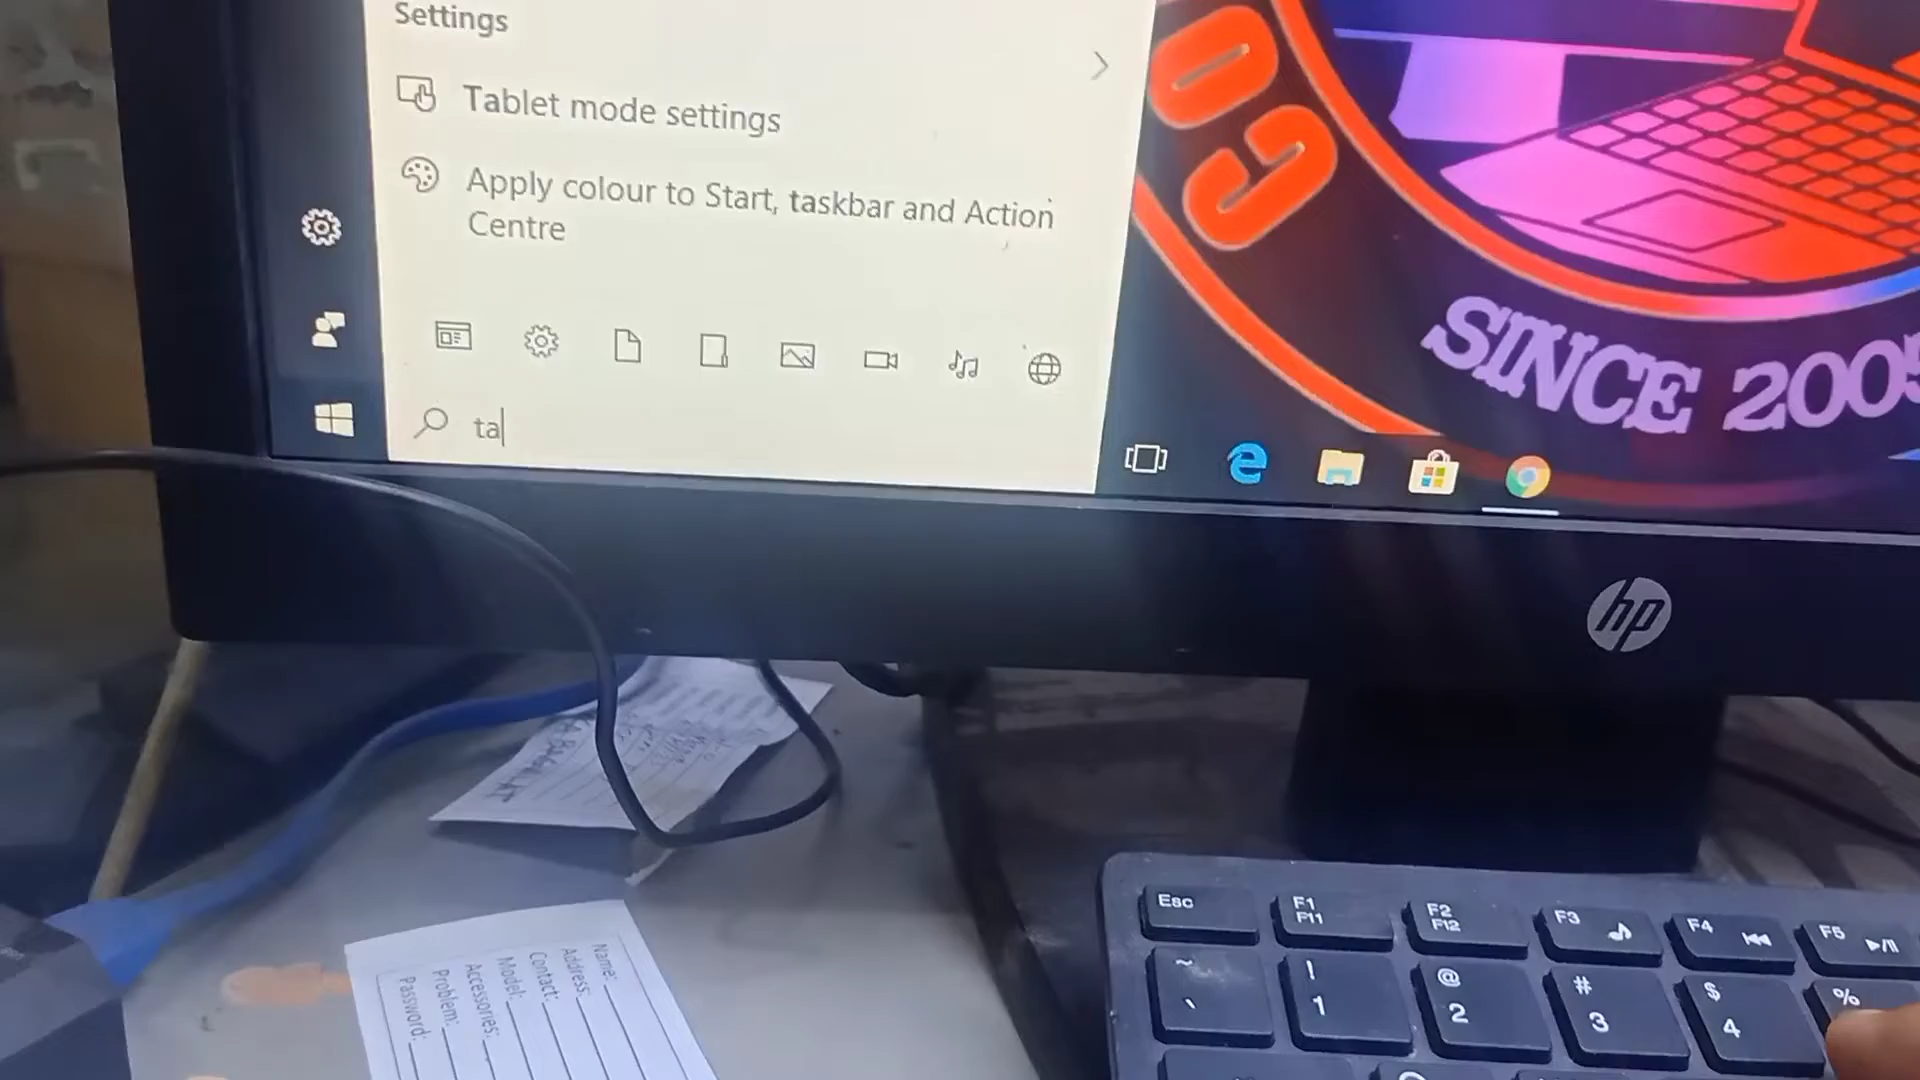 Settings
Tablet mode settings
Apply colour to Start, taskbar and Action
Centre
ta
SINCE 2005
hp
Esc
F1
F11
F2
F12
F3
F4
F5
~
`
!
1
@
2
#
3
$
4
%
Name:
Address:
Contact:
Model:
Accessories:
Problem:
Password: